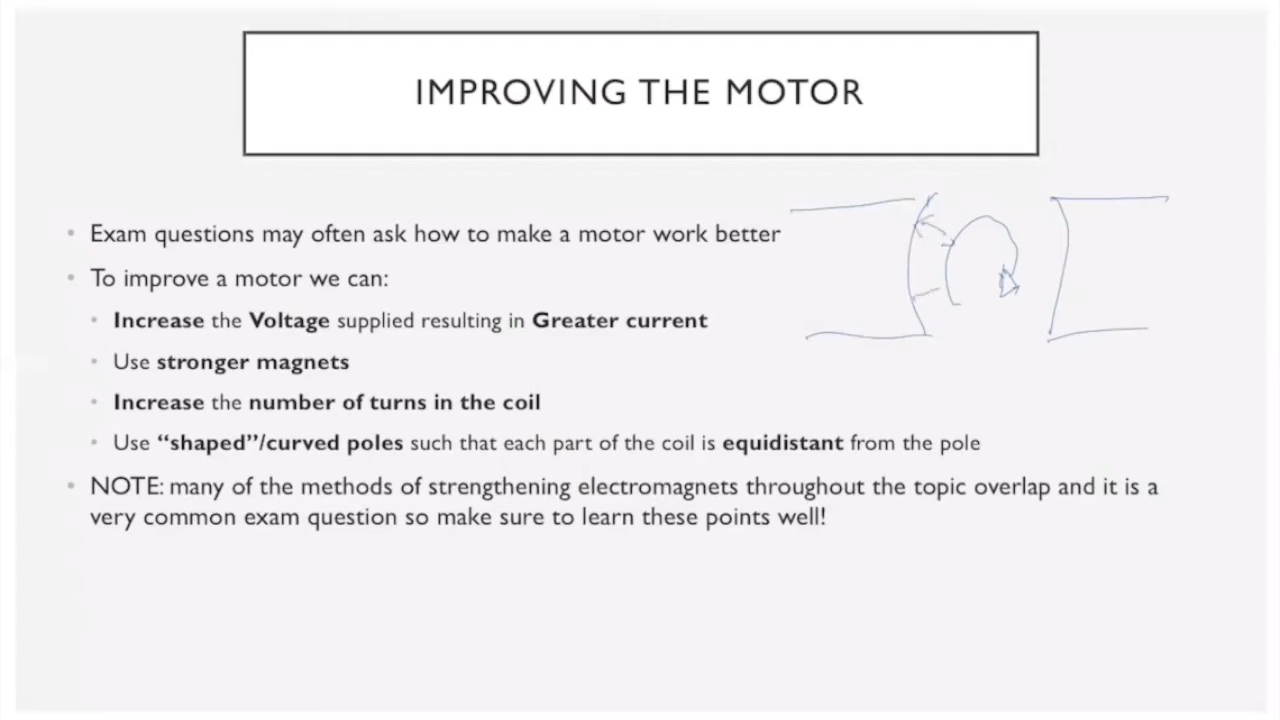 IMPROVING THE MOTOR
• Exam questions may often ask how to make a motor work better
• To improve a motor we can:
• Increase the Voltage supplied resulting in Greater current
• Use stronger magnets
• Increase the number of turns in the coil
• Use “shaped”/curved poles such that each part of the coil is equidistant from the pole
• NOTE: many of the methods of strengthening electromagnets throughout the topic overlap and it is a
very common exam question so make sure to learn these points well!